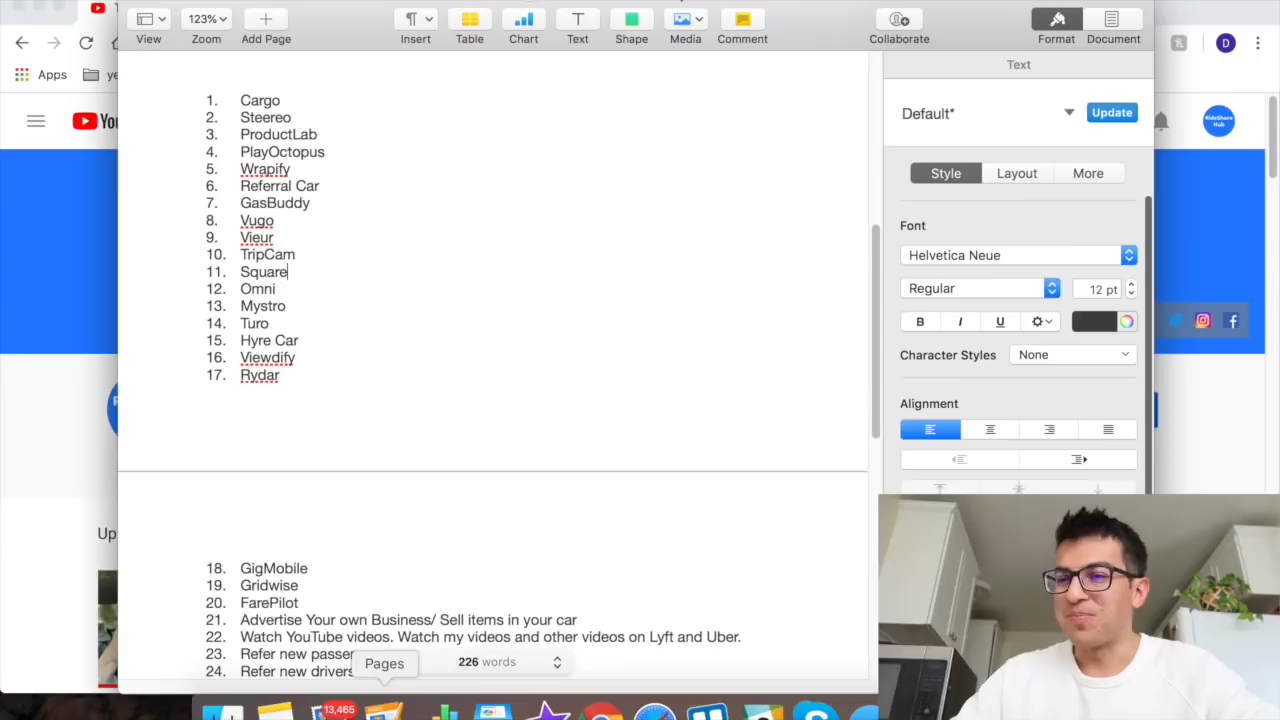 View
123%
Zoom
Add Page
Insert
Table
Chart
Text
Shape
Media
Comment
Collaborate
Format
Document
Apps
ye
You
RideShare Hub
D
Text
Default*
Update
Style
Layout
More
Font
Helvetica Neue
Regular
12 pt
B I U
Character Styles
None
Alignment
1. Cargo
2. Steereo
3. ProductLab
4. PlayOctopus
5. Wrapify
6. Referral Car
7. GasBuddy
8. Vugo
9. Vieur
10. TripCam
11. Square
12. Omni
13. Mystro
14. Turo
15. Hyre Car
16. Viewdify
17. Rydar
Up
18. GigMobile
19. Gridwise
20. FarePilot
21. Advertise Your own Business/ Sell items in your car
22. Watch YouTube videos. Watch my videos and other videos on Lyft and Uber.
23. Refer new passe
24. Refer new drivers
Pages
226 words
13,465